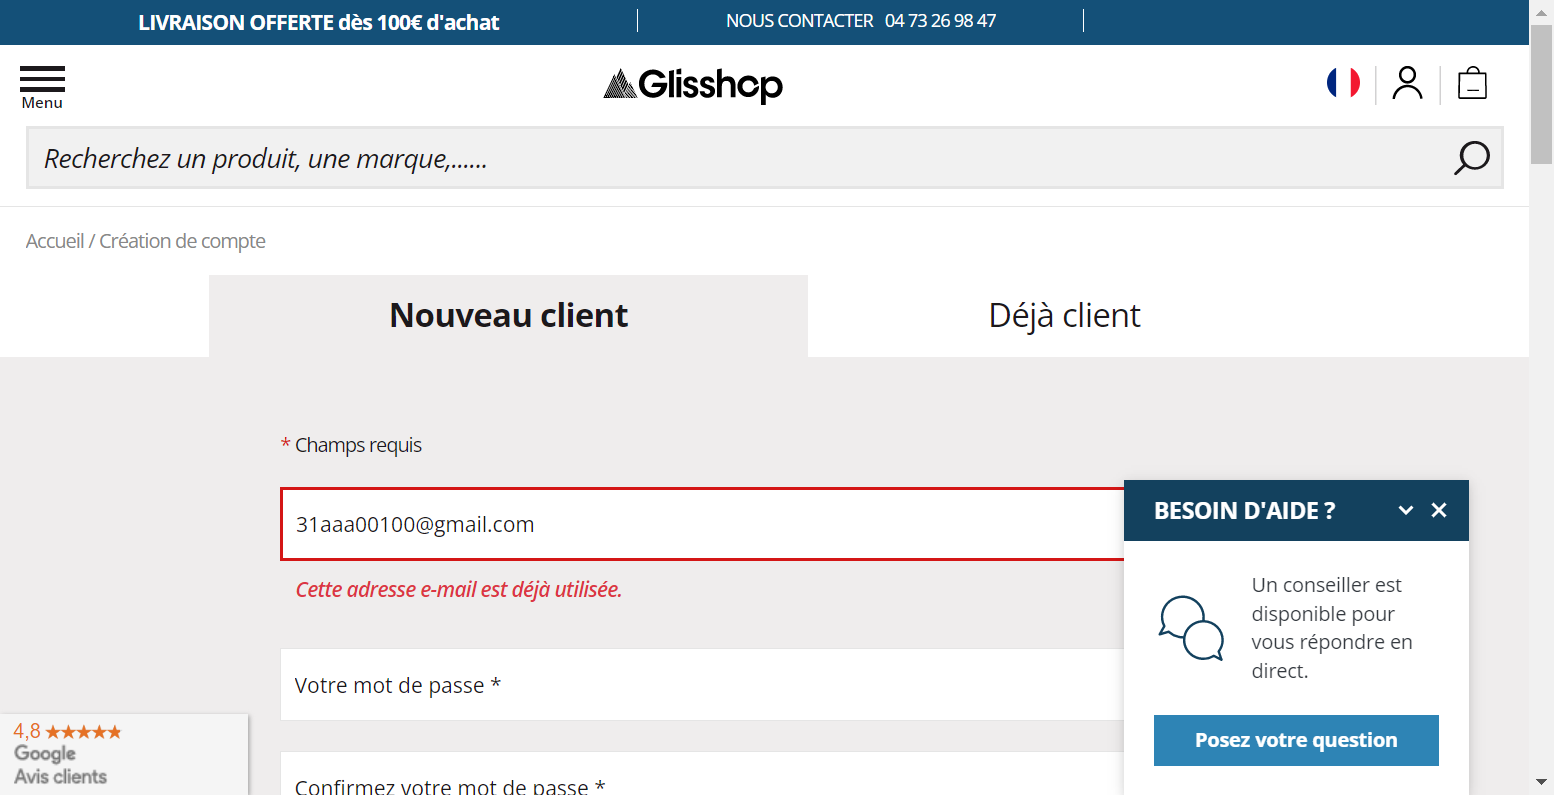 LIVRAISON OFFERTE dès 100€ d'achat
NOUS CONTACTER 04 73 26 98 47
Menu
Glisshop
Recherchez un produit, une marque,......
Accueil / Création de compte
Nouveau client
Déjà client
* Champs requis
31aaa00100@gmail.com
Cette adresse e-mail est déjà utilisée.
Votre mot de passe *
Confirmez votre mot de passe *
BESOIN D'AIDE ?
Un conseiller est
disponible pour
vous répondre en
direct.
Posez votre question
4,8
Google
Avis clients